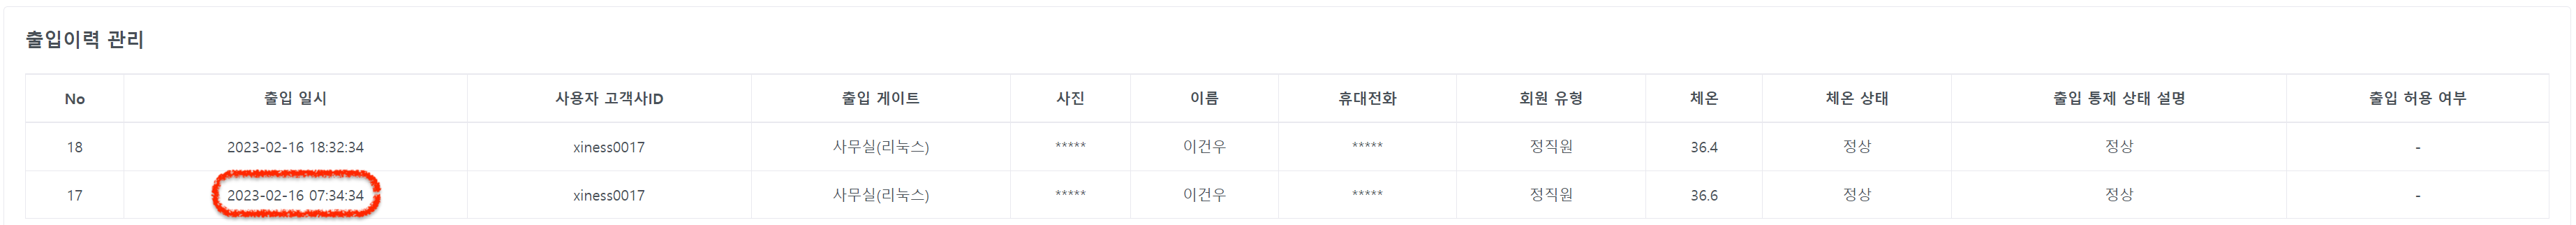 출입이력 관리
No 출입 일시 사용자 고객사ID 출입 게이트 사진 이름 휴대전화 회원 유형 체온 체온 상태 출입 통제 상태 설명 출입 허용 여부
18 2023-02-16 18:32:34 xiness0017 사무실(리눅스) ***** 이건우 ***** 정직원 36.4 정상 정상 -
17 2023-02-16 07:34:34 xiness0017 사무실(리눅스) ***** 이건우 ***** 정직원 36.6 정상 정상 -